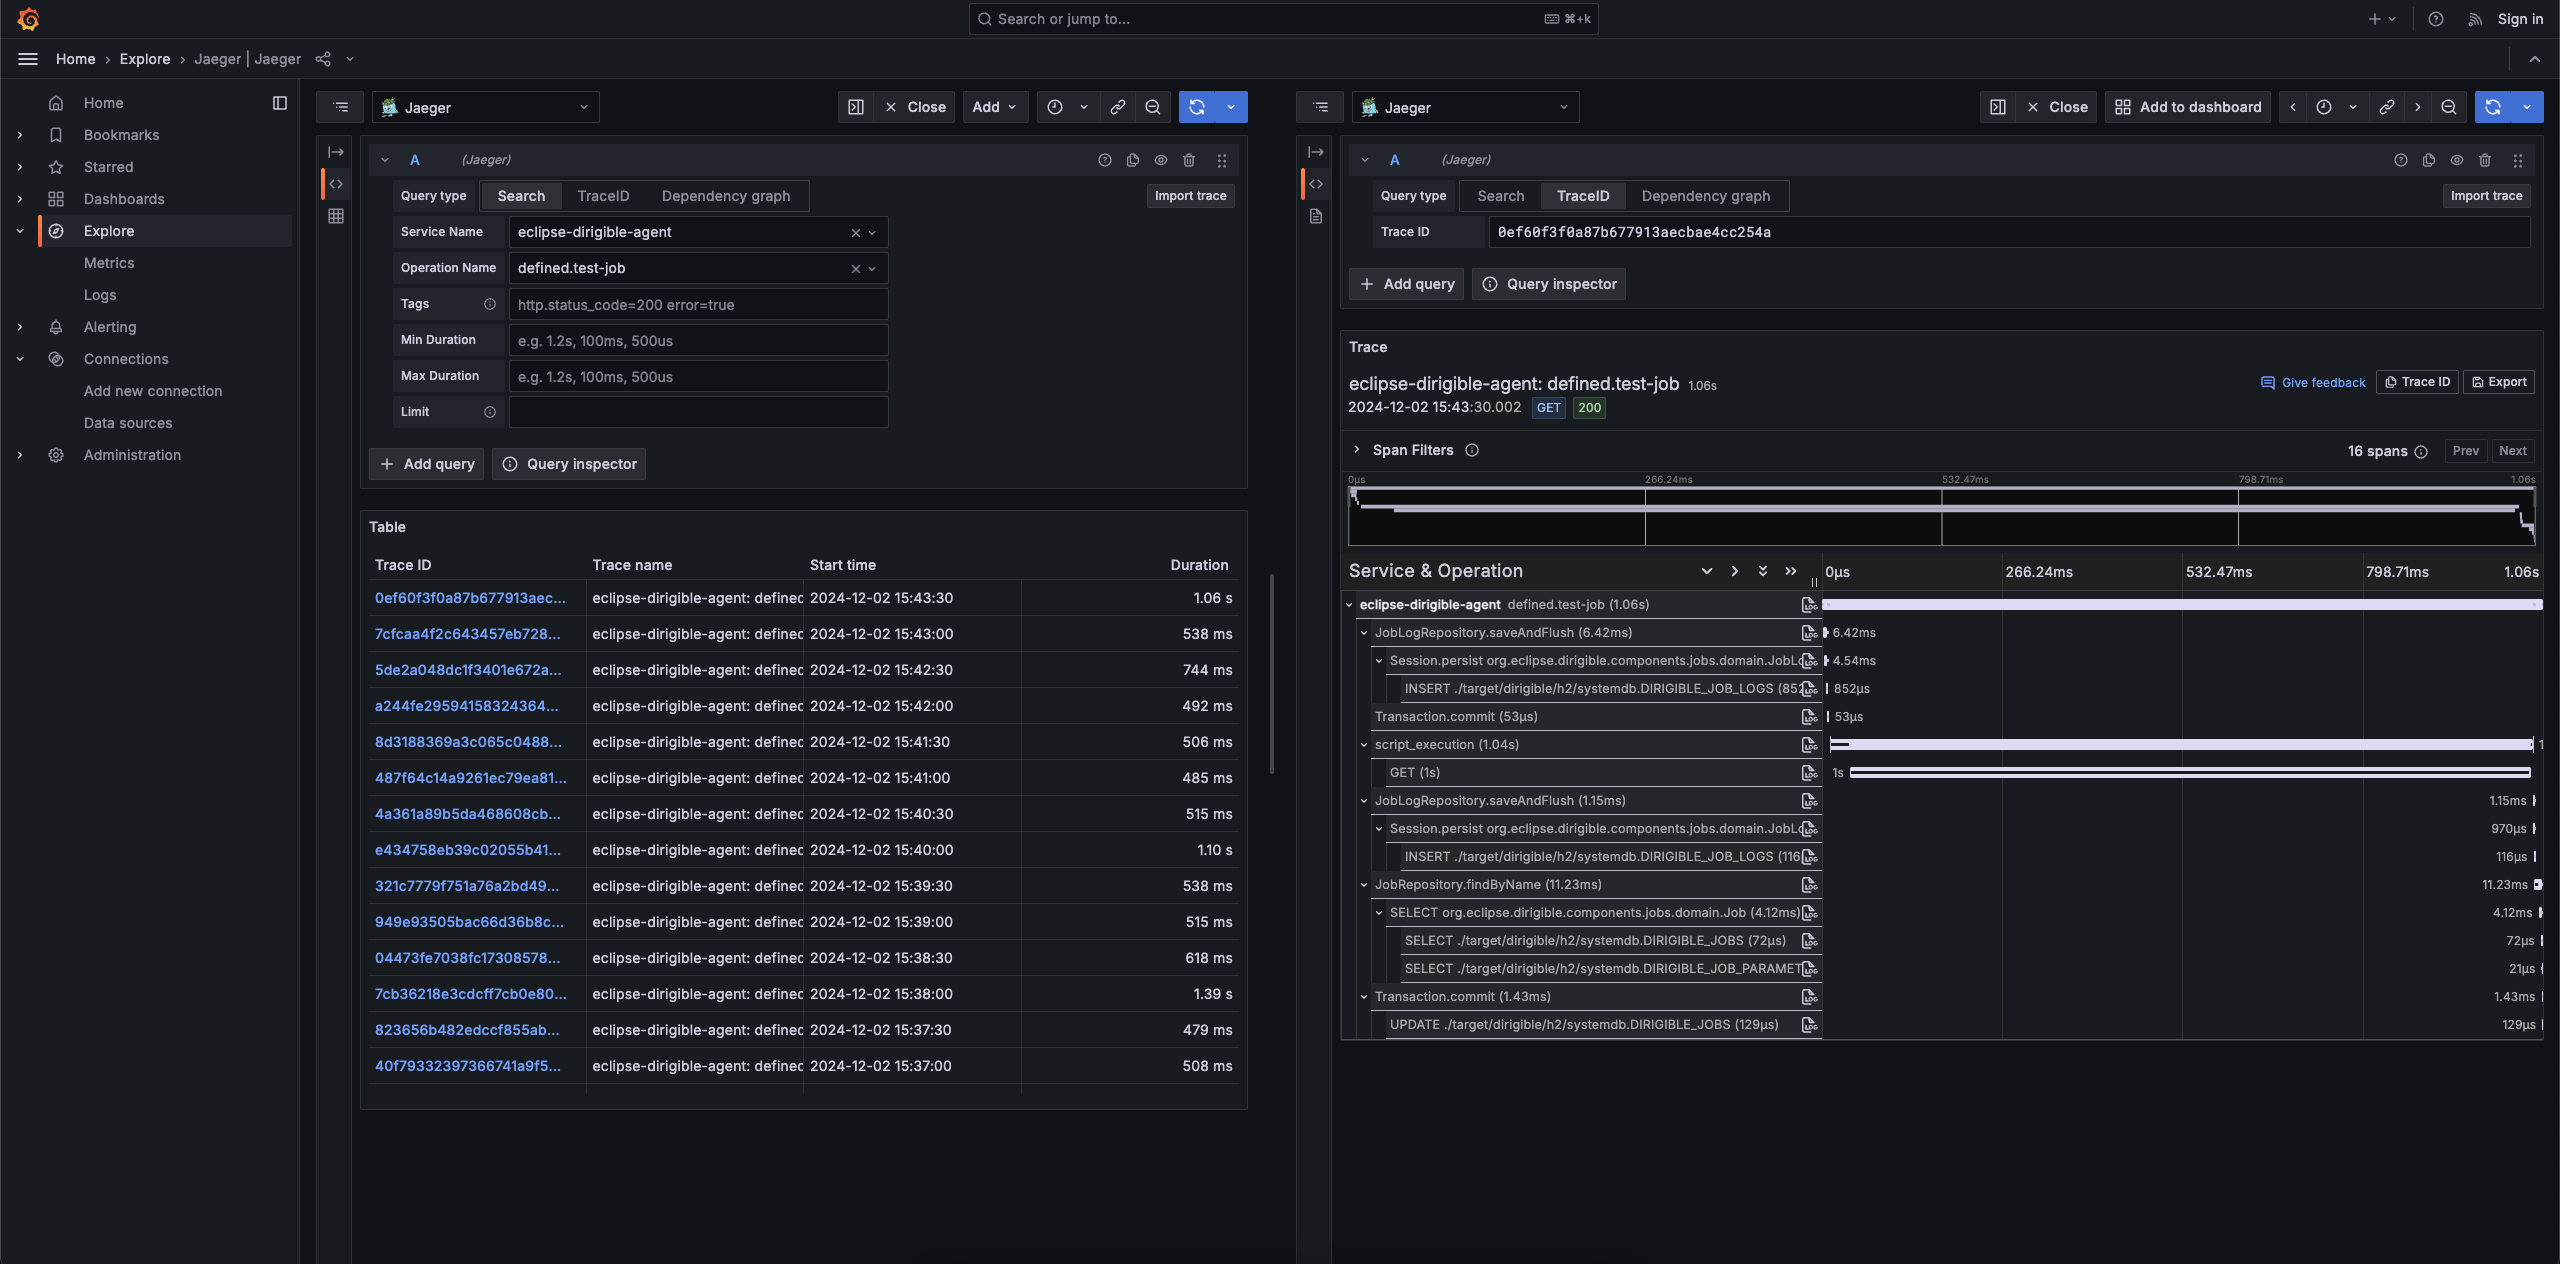 Search or jump to...
⌘+k
Sign in
Home › Explore › Jaeger | Jaeger
Home
Bookmarks
Starred
Dashboards
Explore
Metrics
Logs
Alerting
Connections
Add new connection
Data sources
Administration
Jaeger
Close
Add
A
(Jaeger)
Query type
Search
TraceID
Dependency graph
Import trace
Service Name
eclipse-dirigible-agent
Operation Name
defined.test-job
Tags
http.status_code=200 error=true
Min Duration
e.g. 1.2s, 100ms, 500us
Max Duration
e.g. 1.2s, 100ms, 500us
Limit
Add query
Query inspector
Table
Trace ID Trace name Start time Duration
0ef60f3f0a87b677913aec... eclipse-dirigible-agent: defined 2024-12-02 15:43:30 1.06 s
7cfcaa4f2c643457eb728... eclipse-dirigible-agent: defined 2024-12-02 15:43:00 538 ms
5de2a048dc1f3401e672a... eclipse-dirigible-agent: defined 2024-12-02 15:42:30 744 ms
a244fe29594158324364... eclipse-dirigible-agent: defined 2024-12-02 15:42:00 492 ms
8d3188369a3c065c0488... eclipse-dirigible-agent: defined 2024-12-02 15:41:30 506 ms
487f64c14a9261ec79ea81... eclipse-dirigible-agent: defined 2024-12-02 15:41:00 485 ms
4a361a89b5da468608cb... eclipse-dirigible-agent: defined 2024-12-02 15:40:30 515 ms
e434758eb39c02055b41... eclipse-dirigible-agent: defined 2024-12-02 15:40:00 1.10 s
321c7779f751a76a2bd49... eclipse-dirigible-agent: defined 2024-12-02 15:39:30 538 ms
949e93505bac66d36b8c... eclipse-dirigible-agent: defined 2024-12-02 15:39:00 515 ms
04473fe7038fc17308578... eclipse-dirigible-agent: defined 2024-12-02 15:38:30 618 ms
7cb36218e3cdcff7cb0e80... eclipse-dirigible-agent: defined 2024-12-02 15:38:00 1.39 s
823656b482edccf855ab... eclipse-dirigible-agent: defined 2024-12-02 15:37:30 479 ms
40f79332397366741a9f5... eclipse-dirigible-agent: defined 2024-12-02 15:37:00 508 ms
Jaeger
Close
Add to dashboard
A
(Jaeger)
Query type
Search
TraceID
Dependency graph
Import trace
Trace ID
0ef60f3f0a87b677913aecbae4cc254a
Add query
Query inspector
Trace
eclipse-dirigible-agent: defined.test-job 1.06s
Give feedback
Trace ID
Export
2024-12-02 15:43:30.002 GET 200
Span Filters
16 spans
Prev
Next
0μs 266.24ms 532.47ms 798.71ms 1.06s
Service & Operation
0μs 266.24ms 532.47ms 798.71ms 1.06s
eclipse-dirigible-agent defined.test-job (1.06s)
JobLogRepository.saveAndFlush (6.42ms) 6.42ms
Session.persist org.eclipse.dirigible.components.jobs.domain.JobLo 4.54ms
INSERT ./target/dirigible/h2/systemdb.DIRIGIBLE_JOB_LOGS (852 852μs
Transaction.commit (53μs) 53μs
script_execution (1.04s) 1
GET (1s) 1s
JobLogRepository.saveAndFlush (1.15ms) 1.15ms
Session.persist org.eclipse.dirigible.components.jobs.domain.JobLo 970μs
INSERT ./target/dirigible/h2/systemdb.DIRIGIBLE_JOB_LOGS (116 116μs
JobRepository.findByName (11.23ms) 11.23ms
SELECT org.eclipse.dirigible.components.jobs.domain.Job (4.12ms) 4.12ms
SELECT ./target/dirigible/h2/systemdb.DIRIGIBLE_JOBS (72μs) 72μs
SELECT ./target/dirigible/h2/systemdb.DIRIGIBLE_JOB_PARAMET 21μs
Transaction.commit (1.43ms) 1.43ms
UPDATE ./target/dirigible/h2/systemdb.DIRIGIBLE_JOBS (129μs) 129μs